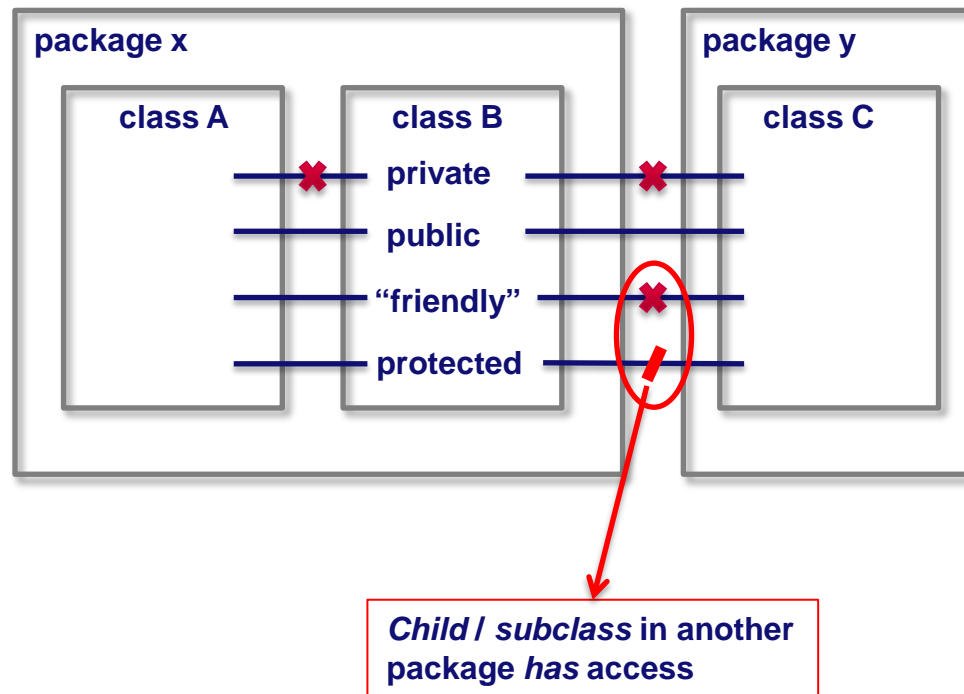 package x
package y
class A
class B
class C
private
public
“friendly”
protected
Child / subclass in another
package has access